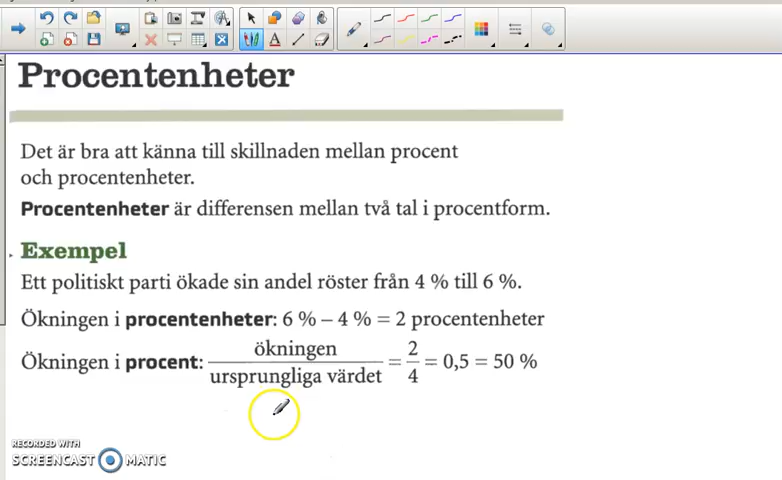 Procentenheter
Det är bra att känna till skillnaden mellan procent
och procentenheter.
Procentenheter är differensen mellan två tal i procentform.
Exempel
Ett politiskt parti ökade sin andel röster från 4 % till 6 %.
Ökningen i procentenheter: 6 % – 4 % = 2 procentenheter
Ökningen i procent: ökningen / ursprungliga värdet = 2/4 = 0,5 = 50 %
RECORDED WITH
SCREENCAST MATIC